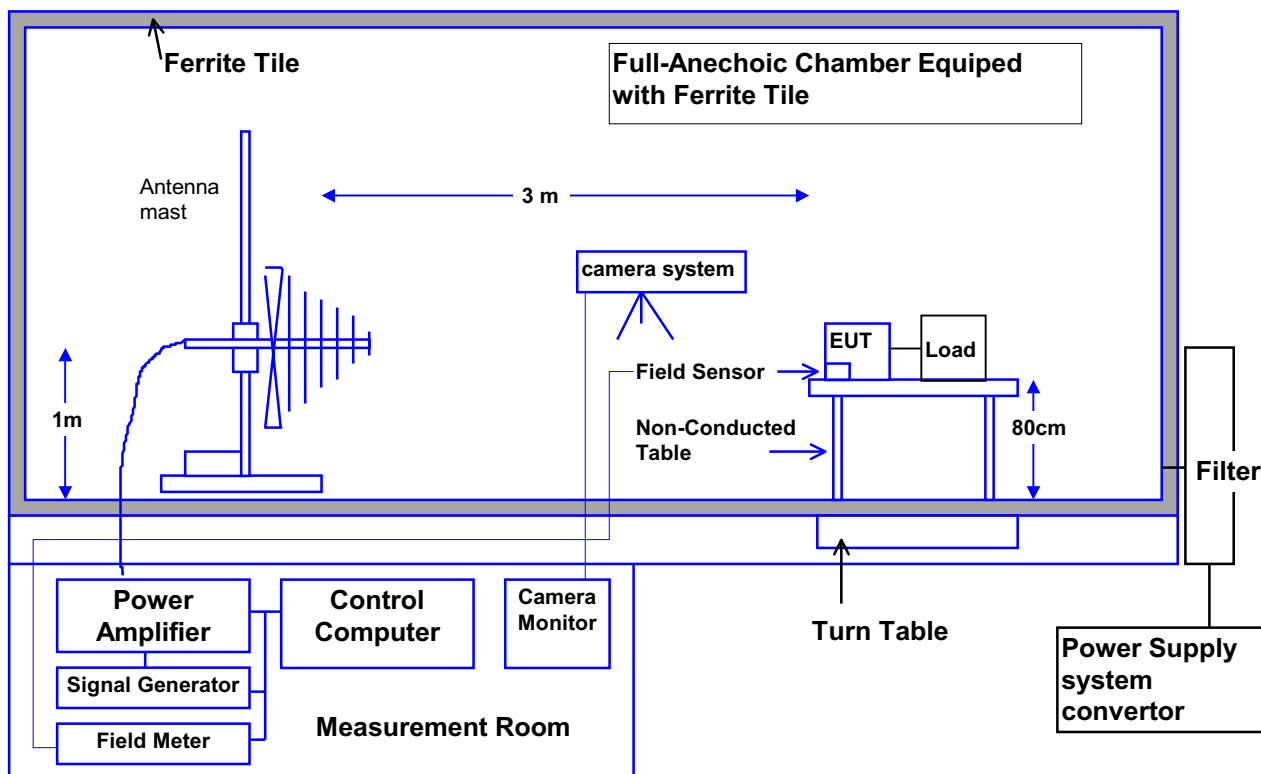 Ferrite Tile
Full-Anechoic Chamber Equiped
with Ferrite Tile
Antenna
mast
3 m
camera system
EUT
Load
Field Sensor
1m
Non-Conducted
Table
80cm
Filter
Power
Amplifier
Control
Computer
Camera
Monitor
Turn Table
Signal Generator
Power Supply
system
convertor
Measurement Room
Field Meter